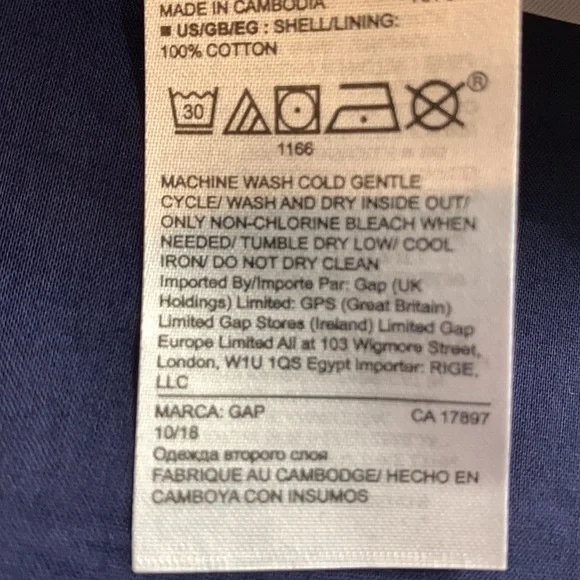 MADE IN CAMBODIA
■ US/GB/EG : SHELL/LINING:
100% COTTON
30
®
1166
MACHINE WASH COLD GENTLE
CYCLE/ WASH AND DRY INSIDE OUT/
ONLY NON-CHLORINE BLEACH WHEN
NEEDED/ TUMBLE DRY LOW/ COOL
IRON/ DO NOT DRY CLEAN
Imported By/Importe Par: Gap (UK
Holdings) Limited: GPS (Great Britain)
Limited Gap Stores (Ireland) Limited Gap
Europe Limited All at 103 Wigmore Street,
London, W1U 1QS Egypt Importer: RIGE,
LLC
MARCA: GAP CA 17897
10/18
Одежда второго слоя
FABRIQUE AU CAMBODGE/ HECHO EN
CAMBOYA CON INSUMOS